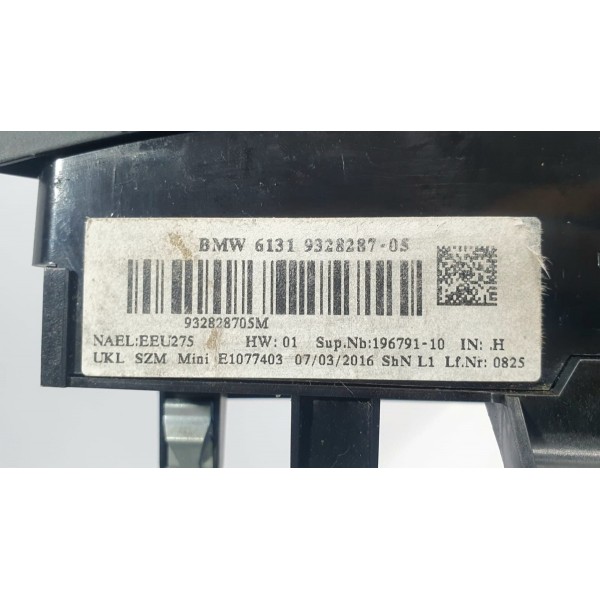 BMW 6131 9328287-05
932828705M
NAEL:EEU275 HW: 01 Sup.Nb:196791-10 IN: .H
UKL SZM Mini E1077403 07/03/2016 ShN L1 Lf.Nr: 0825